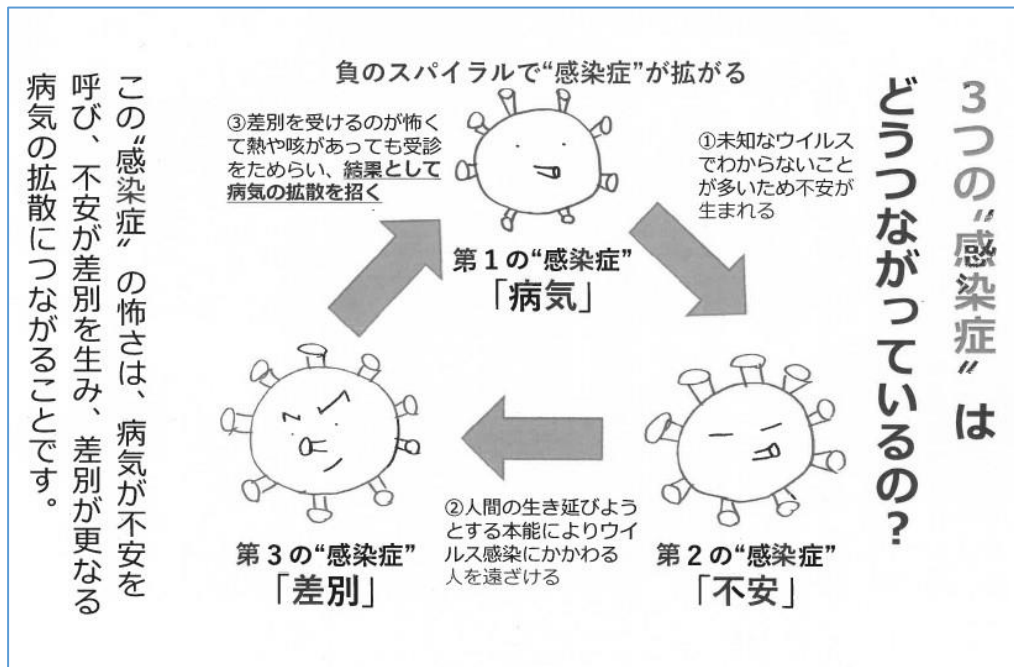 3つの〝感染症〟は
どうつながっているの？
負のスパイラルで“感染症”が拡がる
①未知なウイルス
でわからないこと
が多いため不安が
生まれる
③差別を受けるのが怖く
て熱や咳があっても受診
をためらい、結果として
病気の拡散を招く
第１の“感染症”
「病気」
②人間の生き延びよう
とする本能によりウイ
ルス感染にかかわる
人を遠ざける
第２の“感染症”
「不安」
第３の“感染症”
「差別」
この〝感染症〟の怖さは、病気が不安を
呼び、不安が差別を生み、差別が更なる
病気の拡散につながることです。